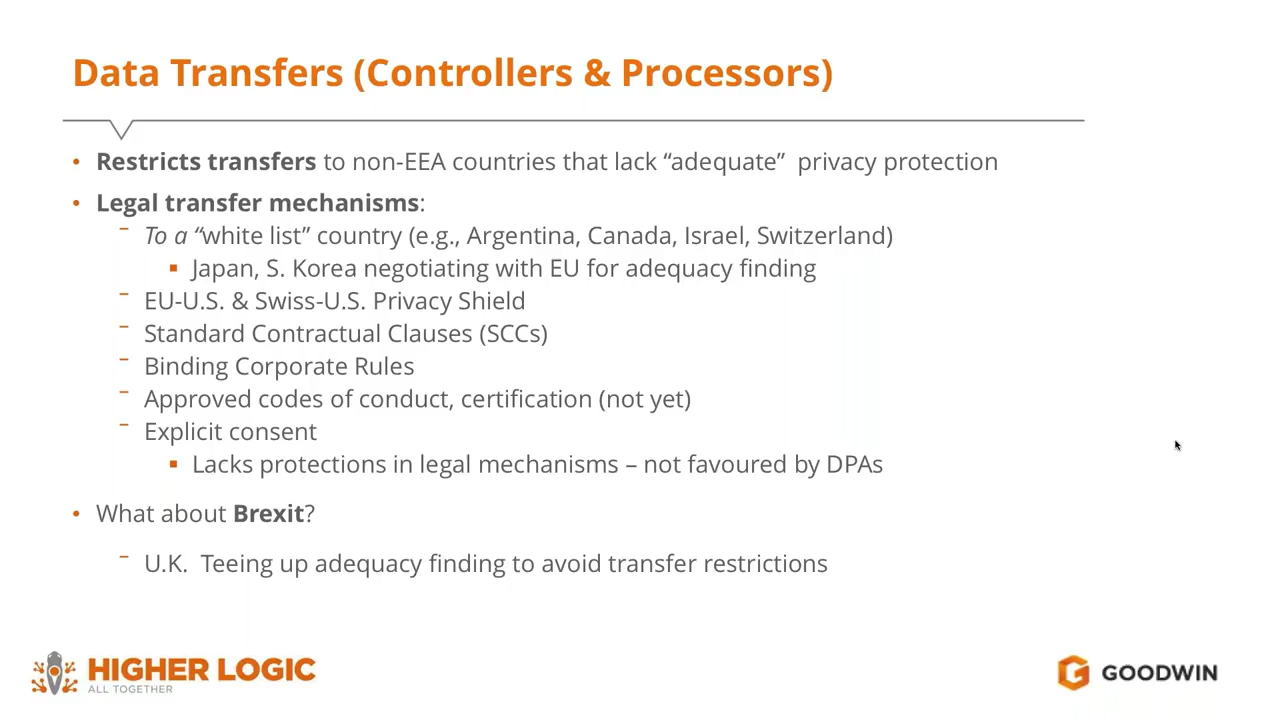 Data Transfers (Controllers & Processors)
• Restricts transfers to non-EEA countries that lack “adequate”  privacy protection
• Legal transfer mechanisms:
– To a “white list” country (e.g., Argentina, Canada, Israel, Switzerland)
▪ Japan, S. Korea negotiating with EU for adequacy finding
– EU-U.S. & Swiss-U.S. Privacy Shield
– Standard Contractual Clauses (SCCs)
– Binding Corporate Rules
– Approved codes of conduct, certification (not yet)
– Explicit consent
▪ Lacks protections in legal mechanisms – not favoured by DPAs
• What about Brexit?
– U.K.  Teeing up adequacy finding to avoid transfer restrictions
HIGHER LOGIC
ALL TOGETHER
GOODWIN